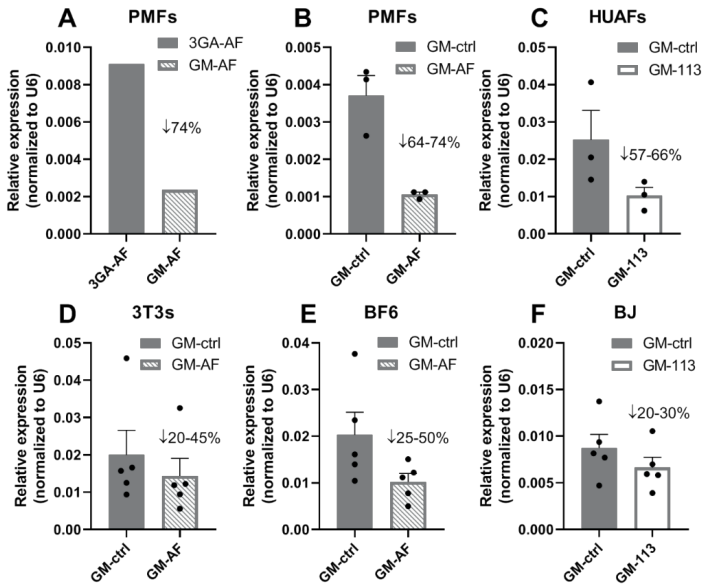 A
PMFs
Relative expression
(normalized to U6)
0.010
0.008
0.006
0.004
0.002
0.000
3GA-AF
GM-AF
↓74%
3GA-AF
GM-AF
B
PMFs
Relative expression
(normalized to U6)
0.005
0.004
0.003
0.002
0.001
0.000
GM-ctrl
GM-AF
↓64-74%
GM-ctrl
GM-AF
C
HUAFs
Relative expression
(normalized to U6)
0.05
0.04
0.03
0.02
0.01
0.00
GM-ctrl
GM-113
↓57-66%
GM-ctrl
GM-113
D
3T3s
Relative expression
(normalized to U6)
0.05
0.04
0.03
0.02
0.01
0.00
GM-ctrl
GM-AF
↓20-45%
GM-ctrl
GM-AF
E
BF6
Relative expression
(normalized to U6)
0.04
0.03
0.02
0.01
0.00
GM-ctrl
GM-AF
↓25-50%
GM-ctrl
GM-AF
F
BJ
Relative expression
(normalized to U6)
0.020
0.015
0.010
0.005
0.000
GM-ctrl
GM-113
↓20-30%
GM-ctrl
GM-113